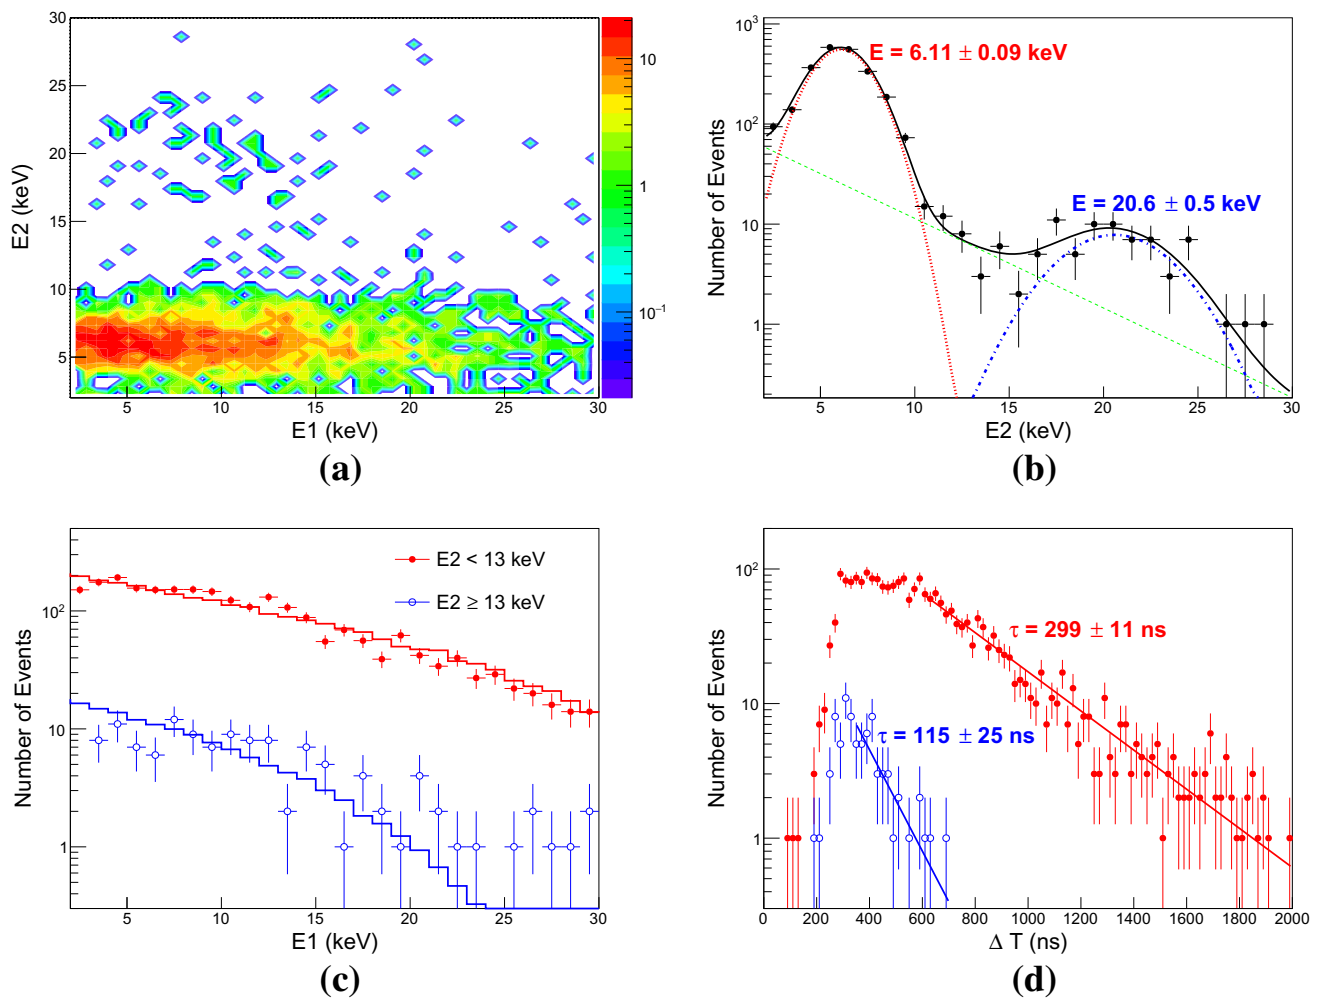 30
25
20
15
10
5
E2 (keV)
5 10 15 20 25 30
E1 (keV)
10
1
10⁻¹
(a)
10³
10²
10
1
Number of Events
E = 6.11 ± 0.09 keV
E = 20.6 ± 0.5 keV
5 10 15 20 25 30
E2 (keV)
(b)
10²
10
1
Number of Events
E2 < 13 keV
E2 ≥ 13 keV
5 10 15 20 25 30
E1 (keV)
(c)
10²
10
1
Number of Events
τ = 299 ± 11 ns
τ = 115 ± 25 ns
0 200 400 600 800 1000 1200 1400 1600 1800 2000
Δ T (ns)
(d)